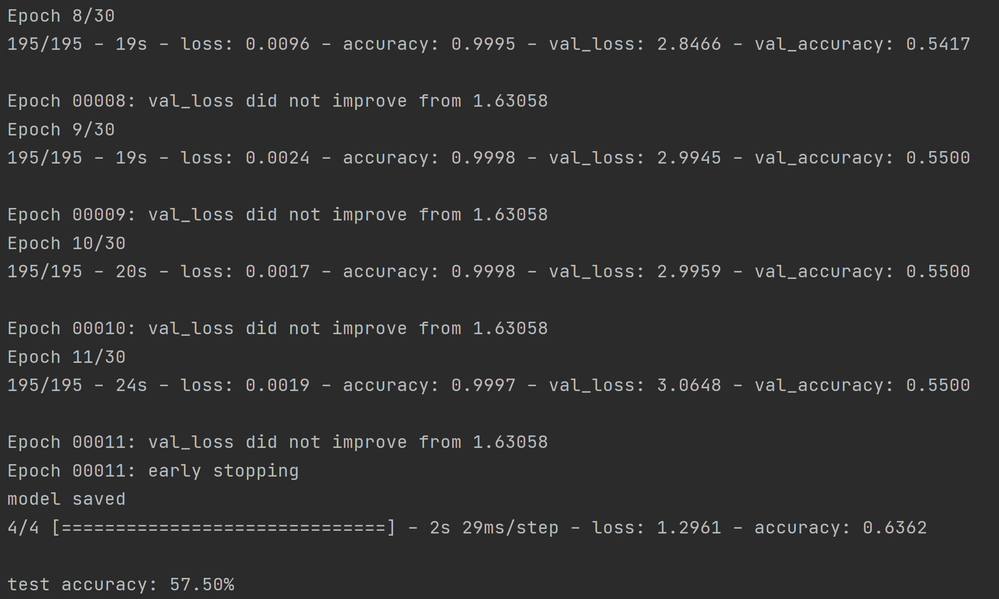 Epoch 8/30
195/195 - 19s - loss: 0.0096 - accuracy: 0.9995 - val_loss: 2.8466 - val_accuracy: 0.5417
Epoch 00008: val_loss did not improve from 1.63058
Epoch 9/30
195/195 - 19s - loss: 0.0024 - accuracy: 0.9998 - val_loss: 2.9945 - val_accuracy: 0.5500
Epoch 00009: val_loss did not improve from 1.63058
Epoch 10/30
195/195 - 20s - loss: 0.0017 - accuracy: 0.9998 - val_loss: 2.9959 - val_accuracy: 0.5500
Epoch 00010: val_loss did not improve from 1.63058
Epoch 11/30
195/195 - 24s - loss: 0.0019 - accuracy: 0.9997 - val_loss: 3.0648 - val_accuracy: 0.5500
Epoch 00011: val_loss did not improve from 1.63058
Epoch 00011: early stopping
model saved
4/4 [==============================] - 2s 29ms/step - loss: 1.2961 - accuracy: 0.6362
test accuracy: 57.50%